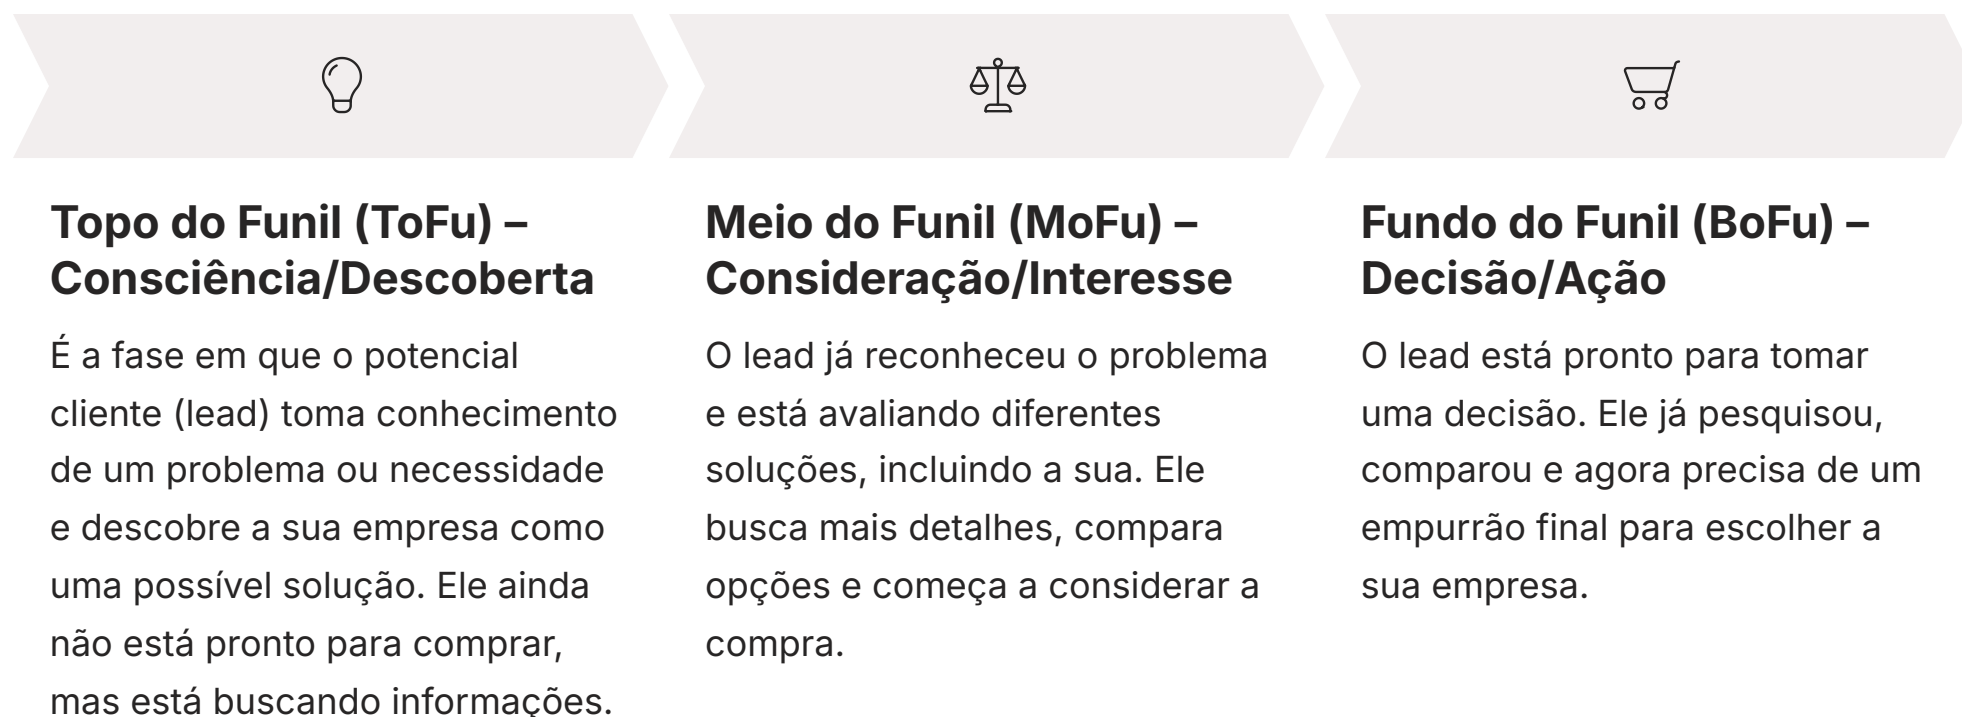 Topo do Funil (ToFu) –
Consciência/Descoberta
É a fase em que o potencial
cliente (lead) toma conhecimento
de um problema ou necessidade
e descobre a sua empresa como
uma possível solução. Ele ainda
não está pronto para comprar,
mas está buscando informações.
Meio do Funil (MoFu) –
Consideração/Interesse
O lead já reconheceu o problema
e está avaliando diferentes
soluções, incluindo a sua. Ele
busca mais detalhes, compara
opções e começa a considerar a
compra.
Fundo do Funil (BoFu) –
Decisão/Ação
O lead está pronto para tomar
uma decisão. Ele já pesquisou,
comparou e agora precisa de um
empurrão final para escolher a
sua empresa.